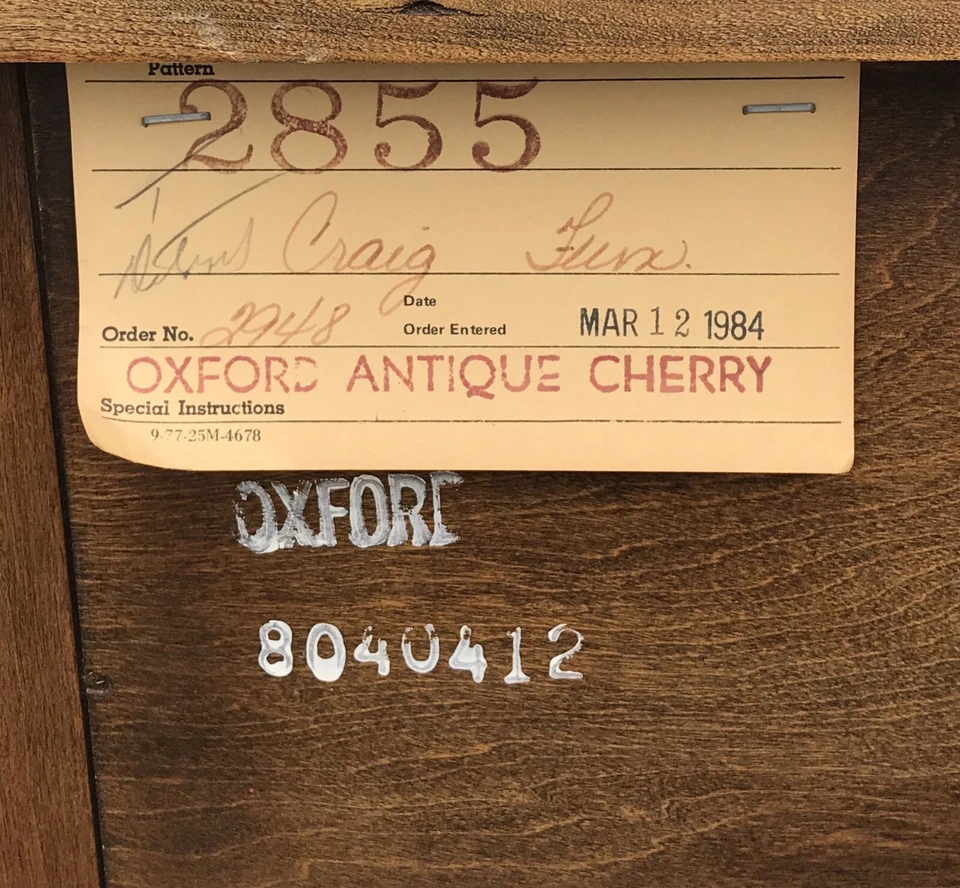 Pattern
2855
Craig Furn.
Date
Order No. 2948 Order Entered MAR 12 1984
OXFORD ANTIQUE CHERRY
Special Instructions
9-77-25M-4678
OXFORD
8040412